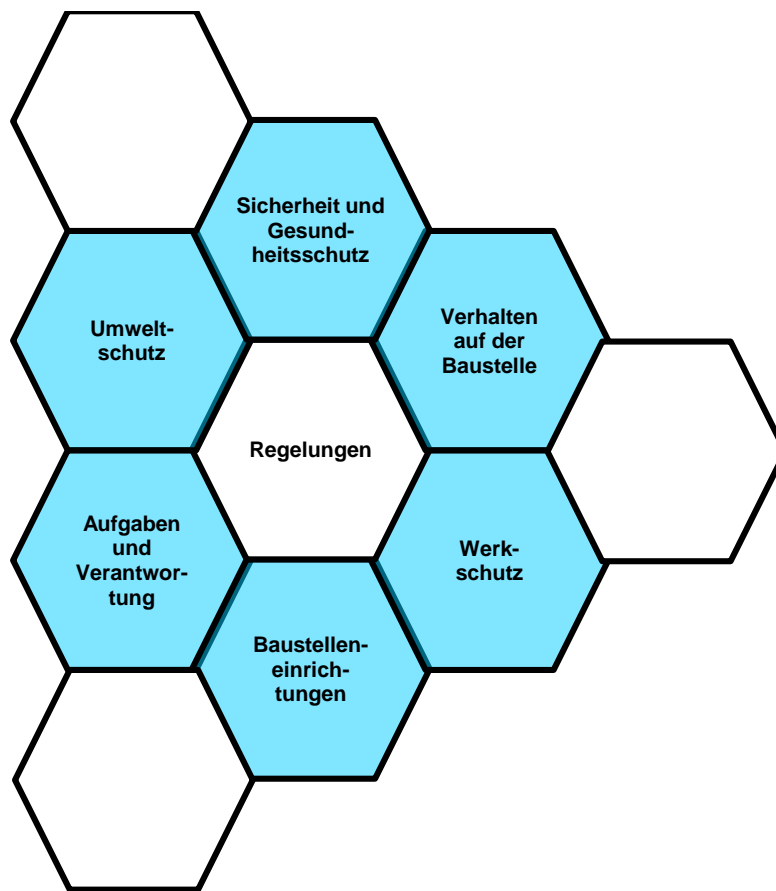 Sicherheit und
Gesund-
heitsschutz
Umwelt-
schutz
Verhalten
auf der
Baustelle
Regelungen
Aufgaben
und
Verantwor-
tung
Werk-
schutz
Baustellen-
einrich-
tungen